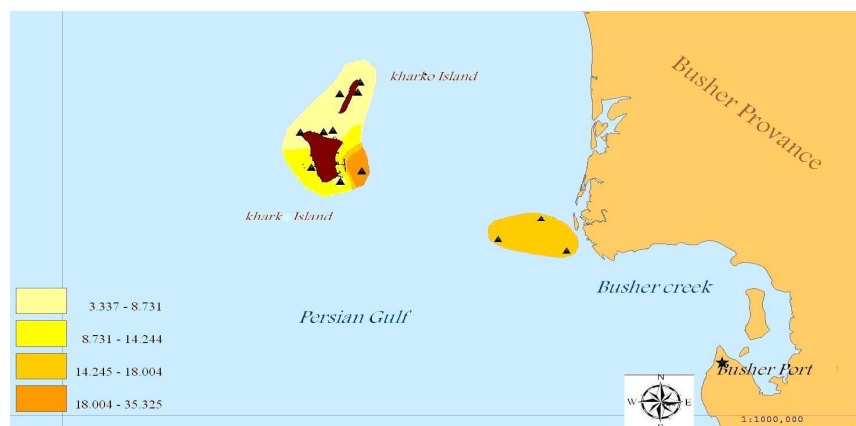 kharko Island
Busher Provance
khark Island
Busher creek
Persian Gulf
3.337 - 8.731
8.731 - 14.244
14.245 - 18.004
18.004 - 35.325
Busher Port
N
W E
S
1:1000,000